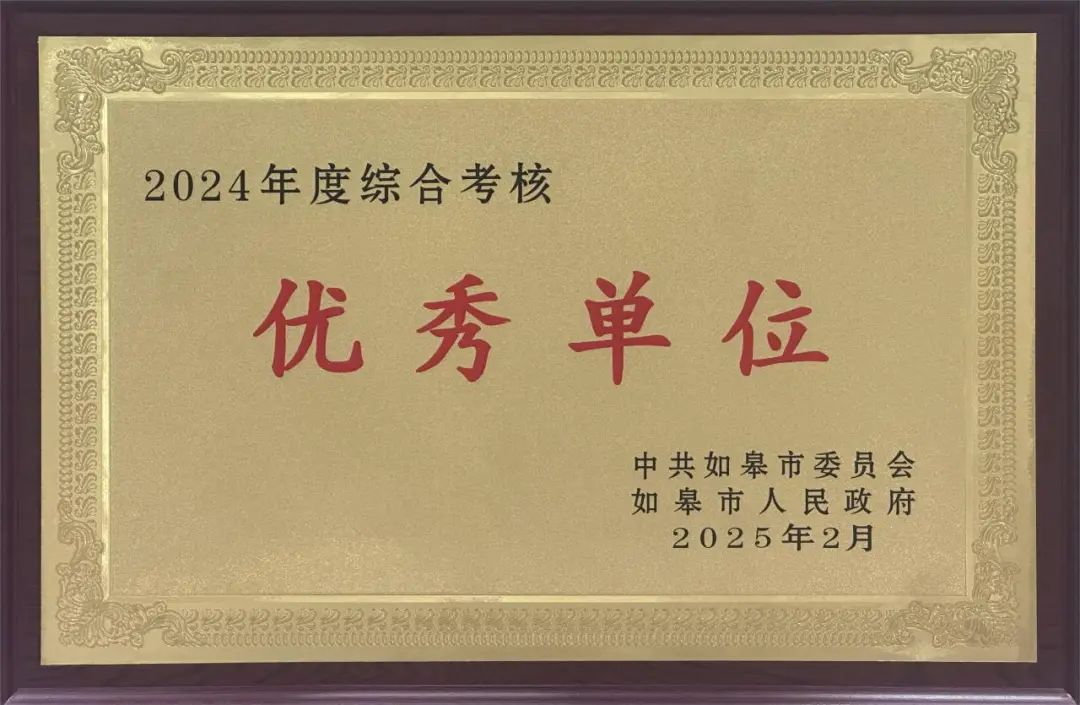 2024年度综合考核
优秀单位
中共如皋市委员会
如皋市人民政府
2025年2月